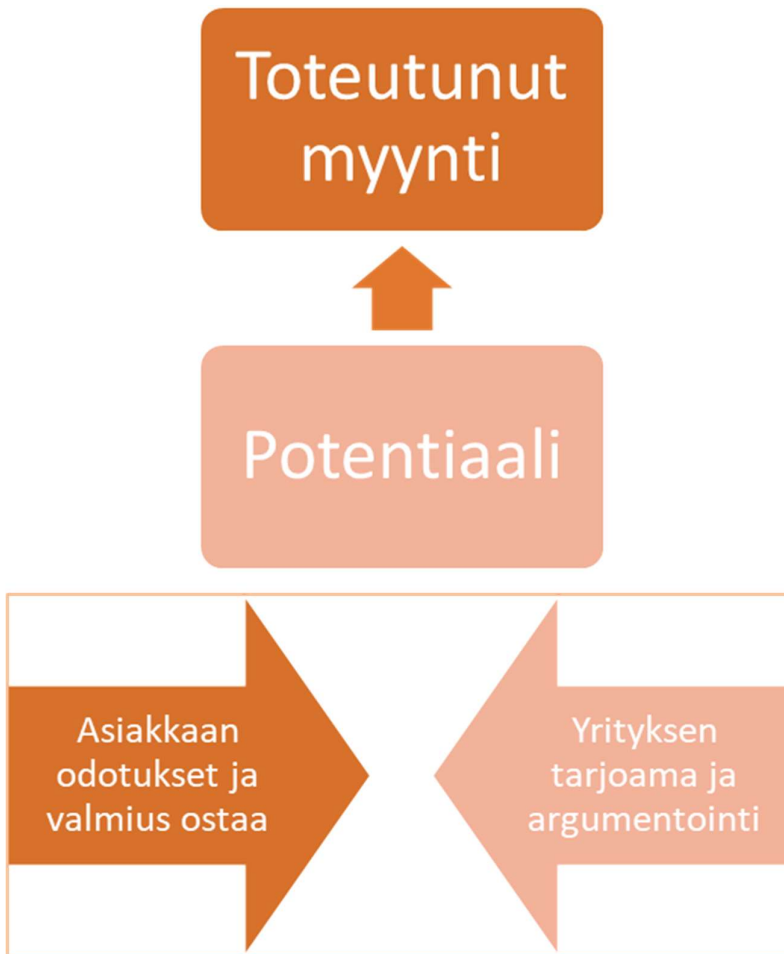 Toteutunut
myynti
Potentiaali
Asiakkaan
odotukset ja
valmius ostaa
Yrityksen
tarjoama ja
argumentointi